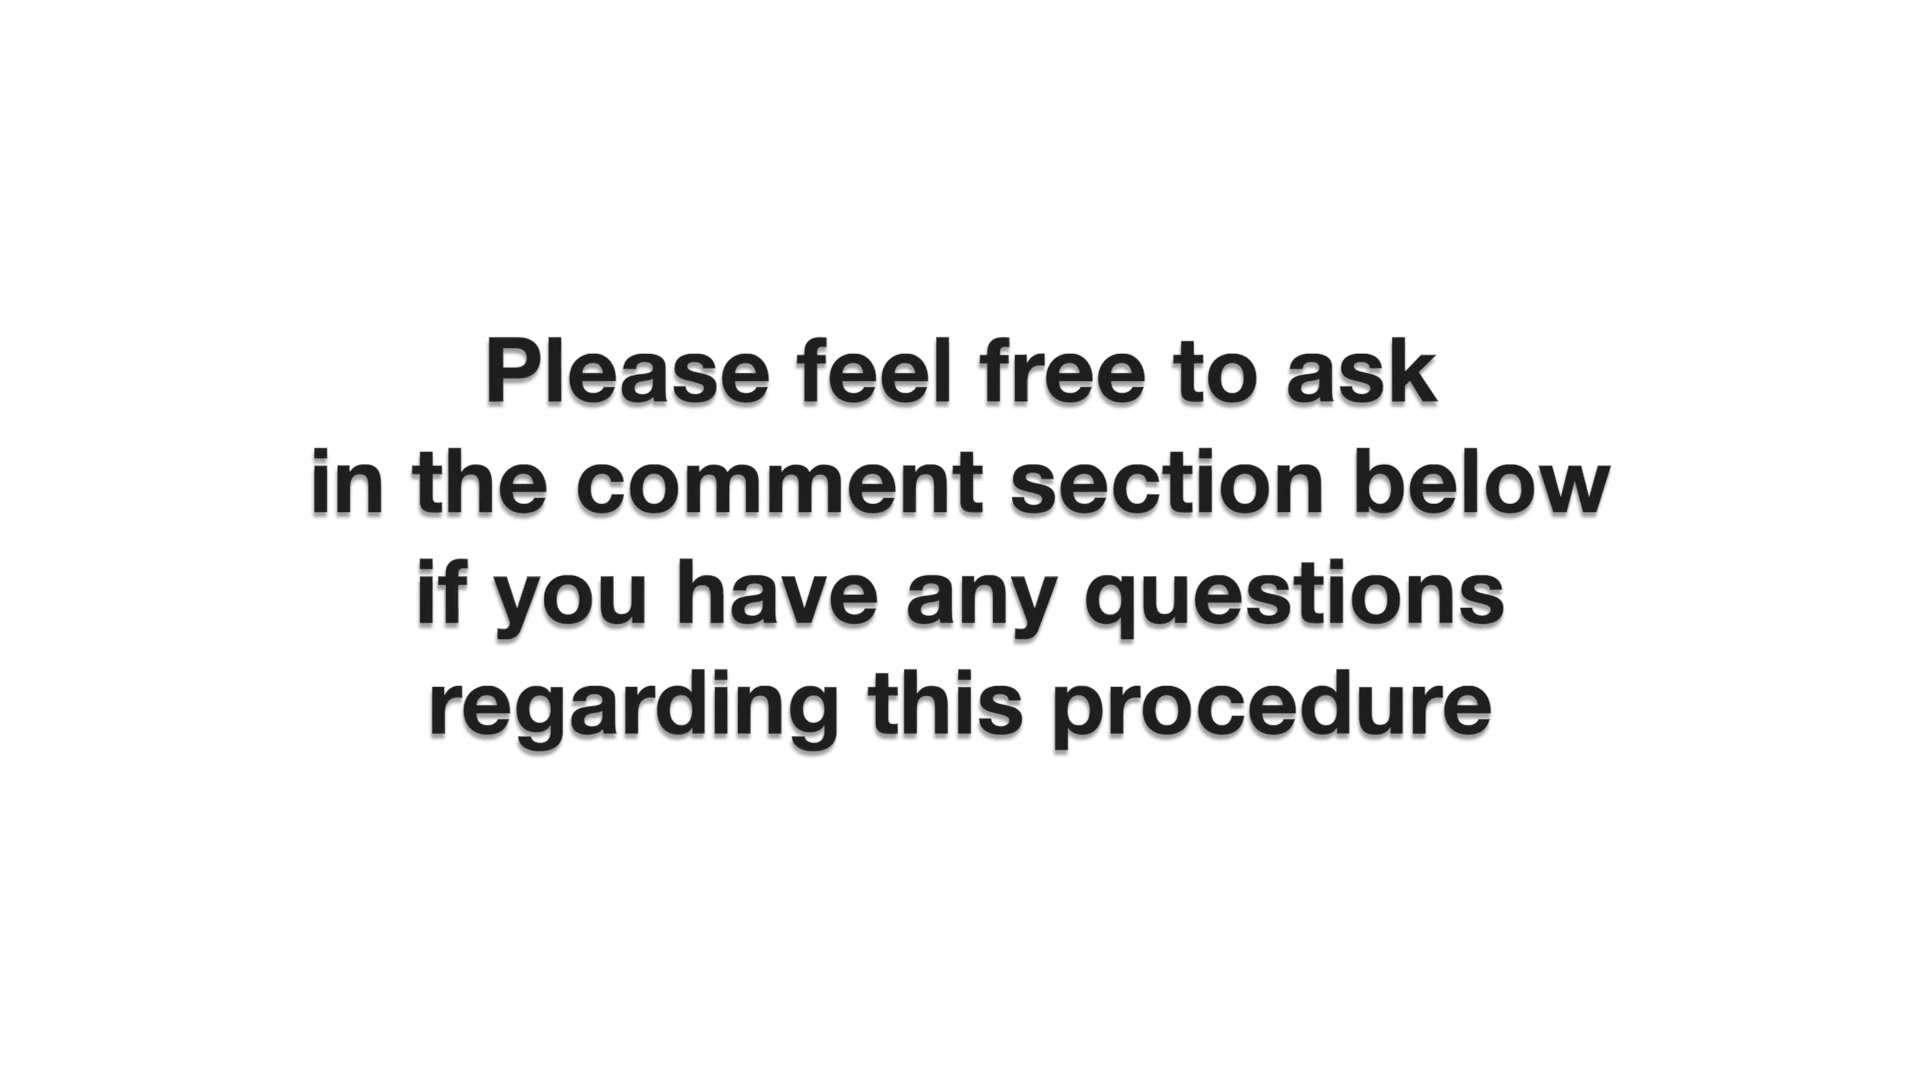 Please feel free to ask
in the comment section below
if you have any questions
regarding this procedure